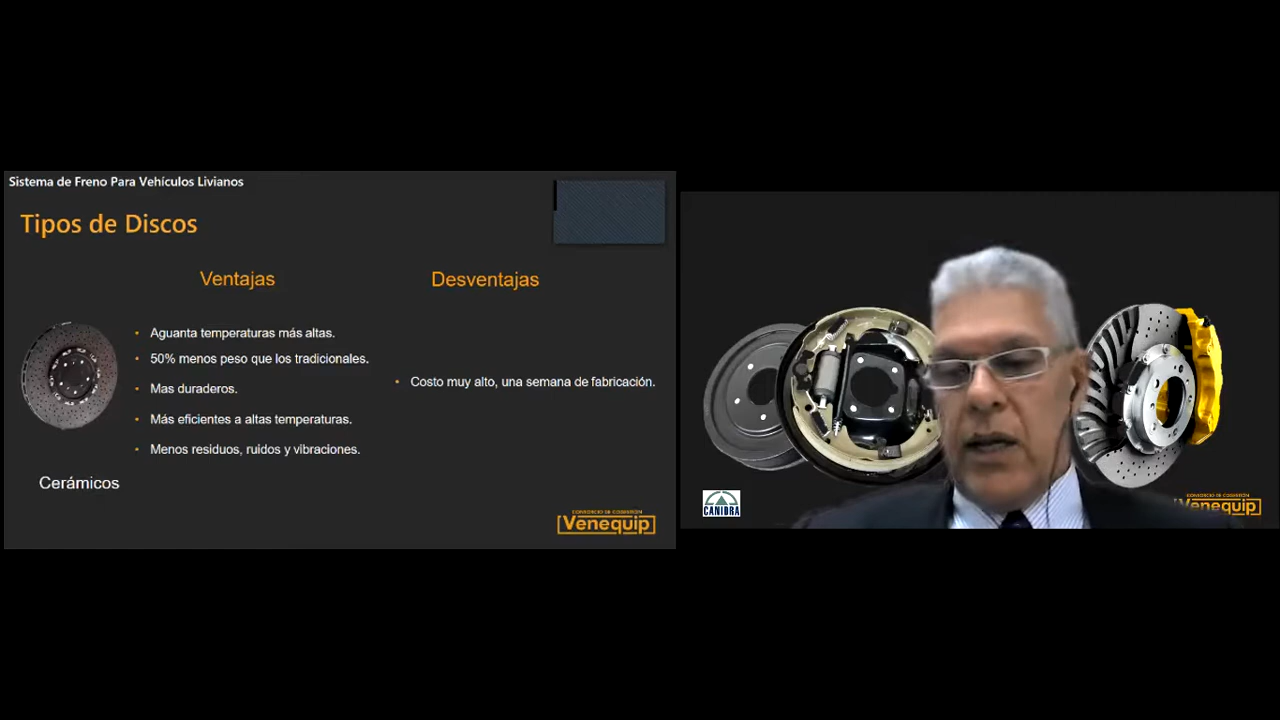 Sistema de Freno Para Vehículos Livianos
Tipos de Discos
Ventajas
Desventajas
• Aguanta temperaturas más altas.
• 50% menos peso que los tradicionales.
• Mas duraderos.
• Más eficientes a altas temperaturas.
• Menos residuos, ruidos y vibraciones.
• Costo muy alto, una semana de fabricación.
Cerámicos
Venequip
CANIDRA
Venequip